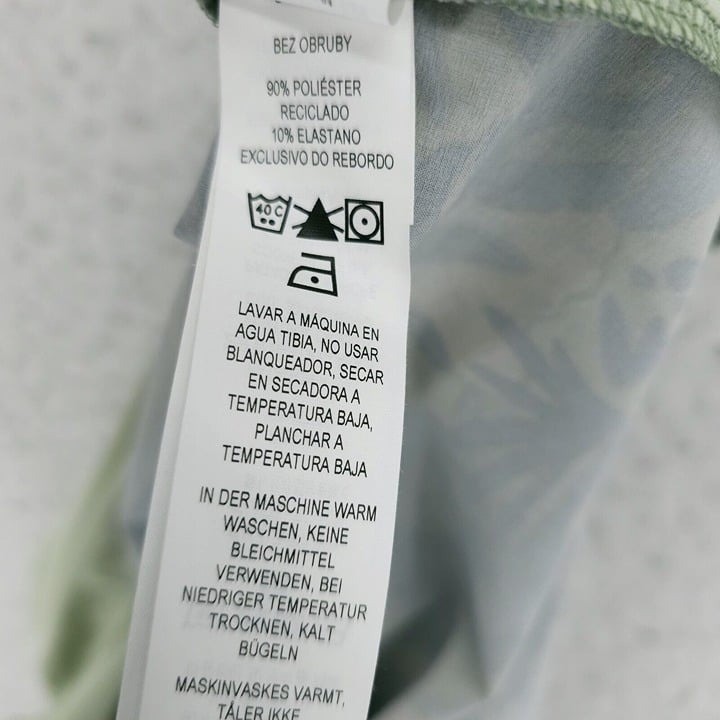 BEZ OBRUBY
90% POLIÉSTER
RECICLADO
10% ELASTANO
EXCLUSIVO DO REBORDO
40 C
LAVAR A MÁQUINA EN
AGUA TIBIA, NO USAR
BLANQUEADOR, SECAR
EN SECADORA A
TEMPERATURA BAJA,
PLANCHAR A
TEMPERATURA BAJA
IN DER MASCHINE WARM
WASCHEN, KEINE
BLEICHMITTEL
VERWENDEN, BEI
NIEDRIGER TEMPERATUR
TROCKNEN, KALT
BÜGELN
MASKINVASKES VARMT,
TÅLER IKKE